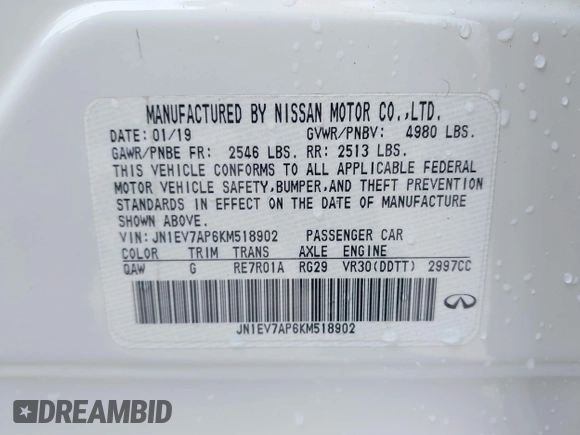 MANUFACTURED BY NISSAN MOTOR CO.,LTD.
DATE: 01/19 GVWR/PNBV: 4980 LBS.
GAWR/PNBE FR: 2546 LBS. RR: 2513 LBS.
THIS VEHICLE CONFORMS TO ALL APPLICABLE FEDERAL
MOTOR VEHICLE SAFETY,BUMPER,AND THEFT PREVENTION
STANDARDS IN EFFECT ON THE DATE OF MANUFACTURE
SHOWN ABOVE.
VIN: JN1EV7AP6KM518902 PASSENGER CAR
COLOR TRIM TRANS AXLE ENGINE
QAW G RE7R01A RG29 VR30(DDTT) 2997CC
JN1EV7AP6KM518902
DREAMBID